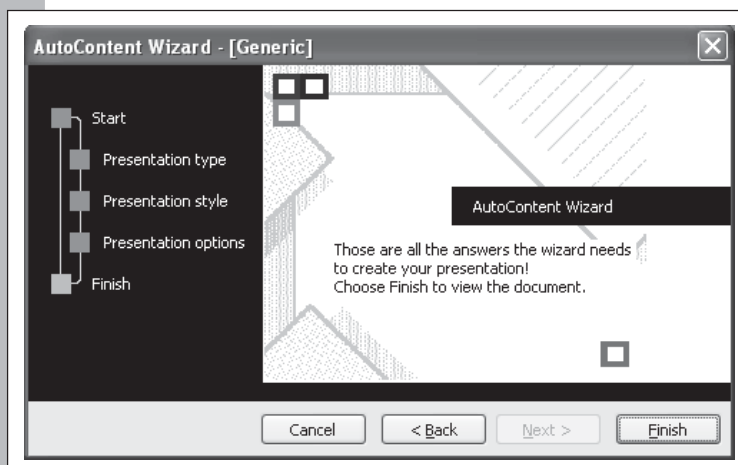 AutoContent Wizard - [Generic]
Start
Presentation type
Presentation style
Presentation options
Finish
AutoContent Wizard
Those are all the answers the wizard needs
to create your presentation!
Choose Finish to view the document.
Cancel
< Back
Next >
Finish